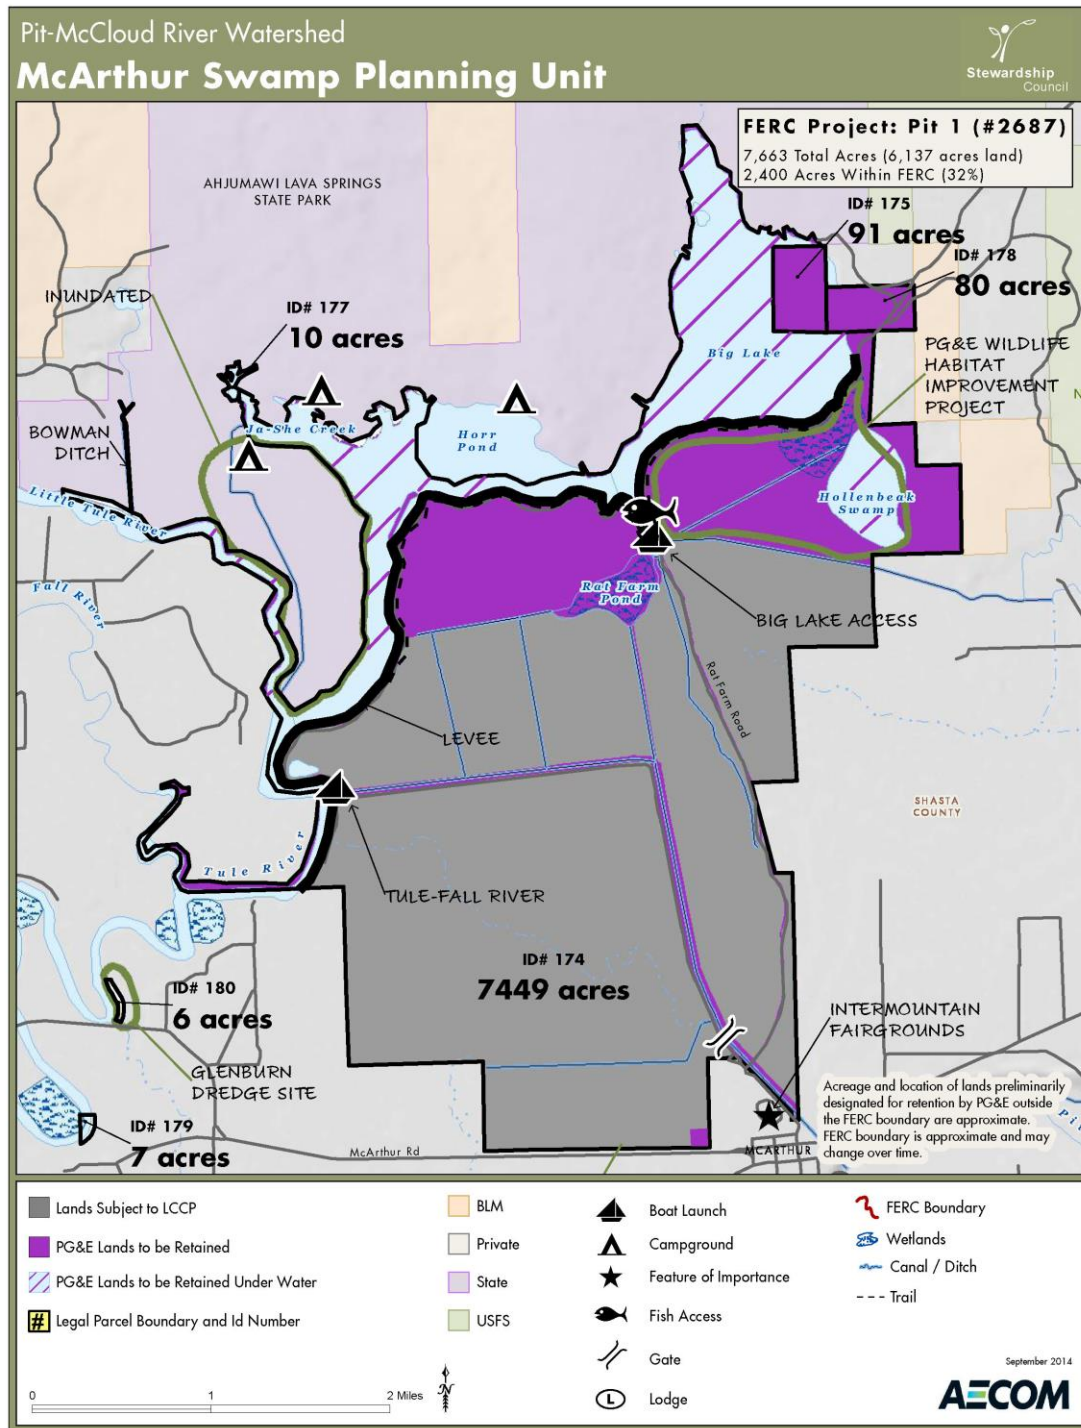 Pit-McCloud River Watershed
McArthur Swamp Planning Unit
Stewardship
Council
FERC Project: Pit 1 (#2687)
7,663 Total Acres (6,137 acres land)
2,400 Acres Within FERC (32%)
AHJUMAWI LAVA SPRINGS
STATE PARK
ID# 175
91 acres
ID# 178
80 acres
INUNDATED
ID# 177
10 acres
Big Lake
PG&E WILDLIFE
HABITAT
IMPROVEMENT
PROJECT
N
BOWMAN
DITCH
Ja-She Creek
Horr
Pond
Little Tule River
Hollenbeak
Swamp
Fall River
Rat Farm
Pond
BIG LAKE ACCESS
Rat Farm Road
LEVEE
SHASTA
COUNTY
Tule River
TULE-FALL RIVER
ID# 174
7449 acres
ID# 180
6 acres
INTERMOUNTAIN
FAIRGROUNDS
GLENBURN
DREDGE SITE
Acreage and location of lands preliminarily
designated for retention by PG&E outside
the FERC boundary are approximate.
FERC boundary is approximate and may
change over time.
Pi
ID# 179
7 acres
McArthur Rd
MCARTHUR
Lands Subject to LCCP
PG&E Lands to be Retained
PG&E Lands to be Retained Under Water
# Legal Parcel Boundary and Id Number
BLM
Private
State
USFS
Boat Launch
Campground
Feature of Importance
Fish Access
Gate
L Lodge
FERC Boundary
Wetlands
Canal / Ditch
Trail
0 1 2 Miles
N
September 2014
AECOM